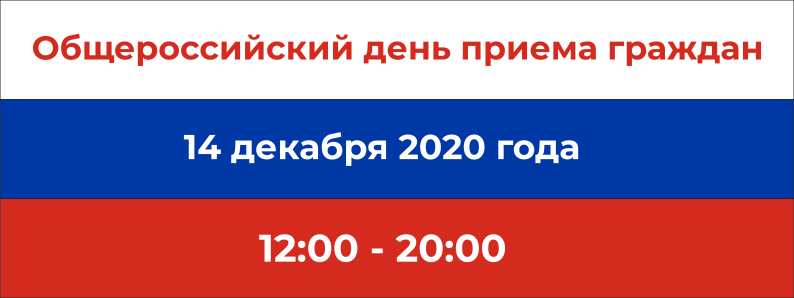 Общероссийский день приема граждан
14 декабря 2020 года
12:00 - 20:00